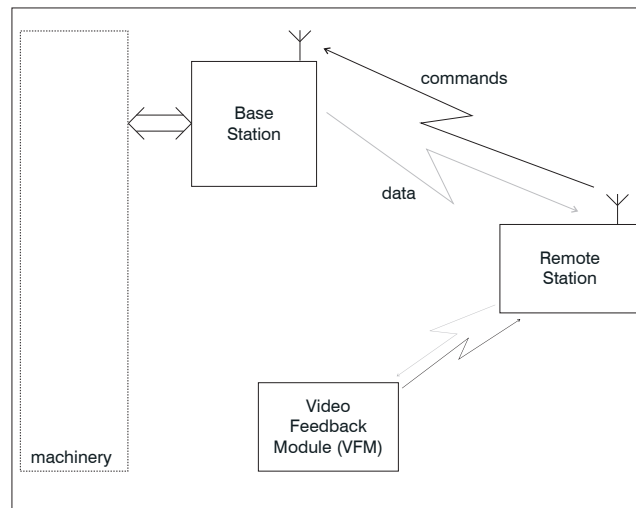 Base
Station
commands
data
Remote
Station
Video
Feedback
Module (VFM)
machinery